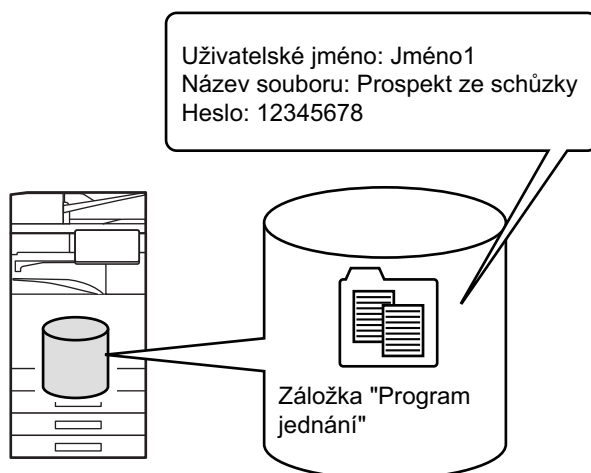 Uživatelské jméno: Jméno1
Název souboru: Prospekt ze schůzky
Heslo: 12345678
Záložka "Program
jednání"